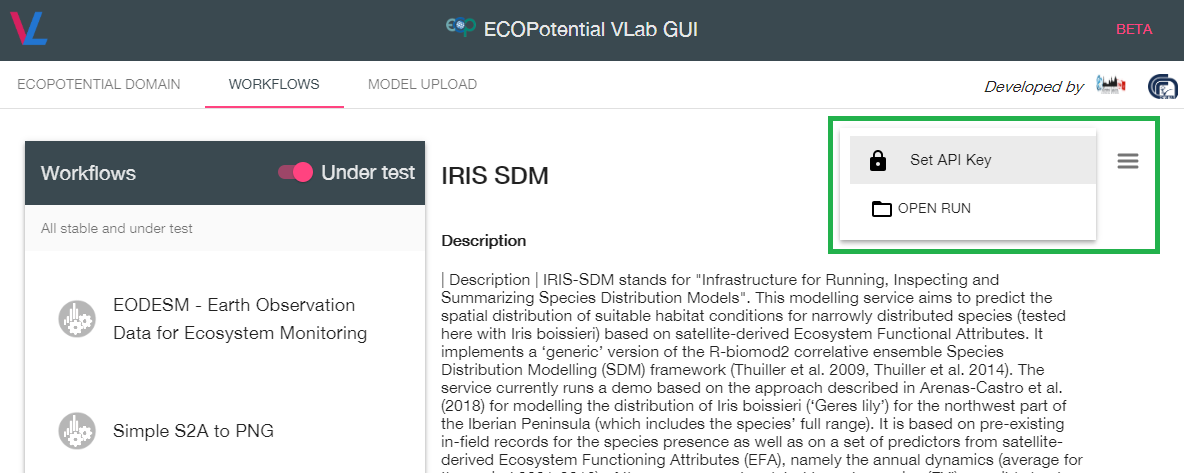 VL
eCOP ECOPotential VLab GUI
BETA
ECOPOTENTIAL DOMAIN WORKFLOWS MODEL UPLOAD
Developed by
Workflows
Under test
All stable and under test
EODESM - Earth Observation
Data for Ecosystem Monitoring
Simple S2A to PNG
IRIS SDM
Set API Key
OPEN RUN
Description
| Description | IRIS-SDM stands for "Infrastructure for Running, Inspecting and
Summarizing Species Distribution Models". This modelling service aims to predict the
spatial distribution of suitable habitat conditions for narrowly distributed species (tested
here with Iris boissieri) based on satellite-derived Ecosystem Functional Attributes. It
implements a ‘generic’ version of the R-biomod2 correlative ensemble Species
Distribution Modelling (SDM) framework (Thuiller et al. 2009, Thuiller et al. 2014). The
service currently runs a demo based on the approach described in Arenas-Castro et al.
(2018) for modelling the distribution of Iris boissieri (‘Geres lily’) for the northwest part of
the Iberian Peninsula (which includes the species’ full range). It is based on pre-existing
in-field records for the species presence as well as on a set of predictors from satellite-
derived Ecosystem Functioning Attributes (EFA), namely the annual dynamics (average for